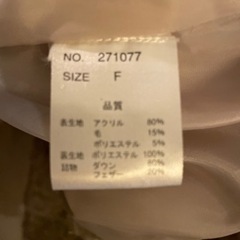 NO. 271077
SIZE F
品質
表生地 アクリル 80%
毛 15%
ポリエステル 5%
裏生地 ポリエステル 100%
詰物 ダウン 80%
フェザー 20%